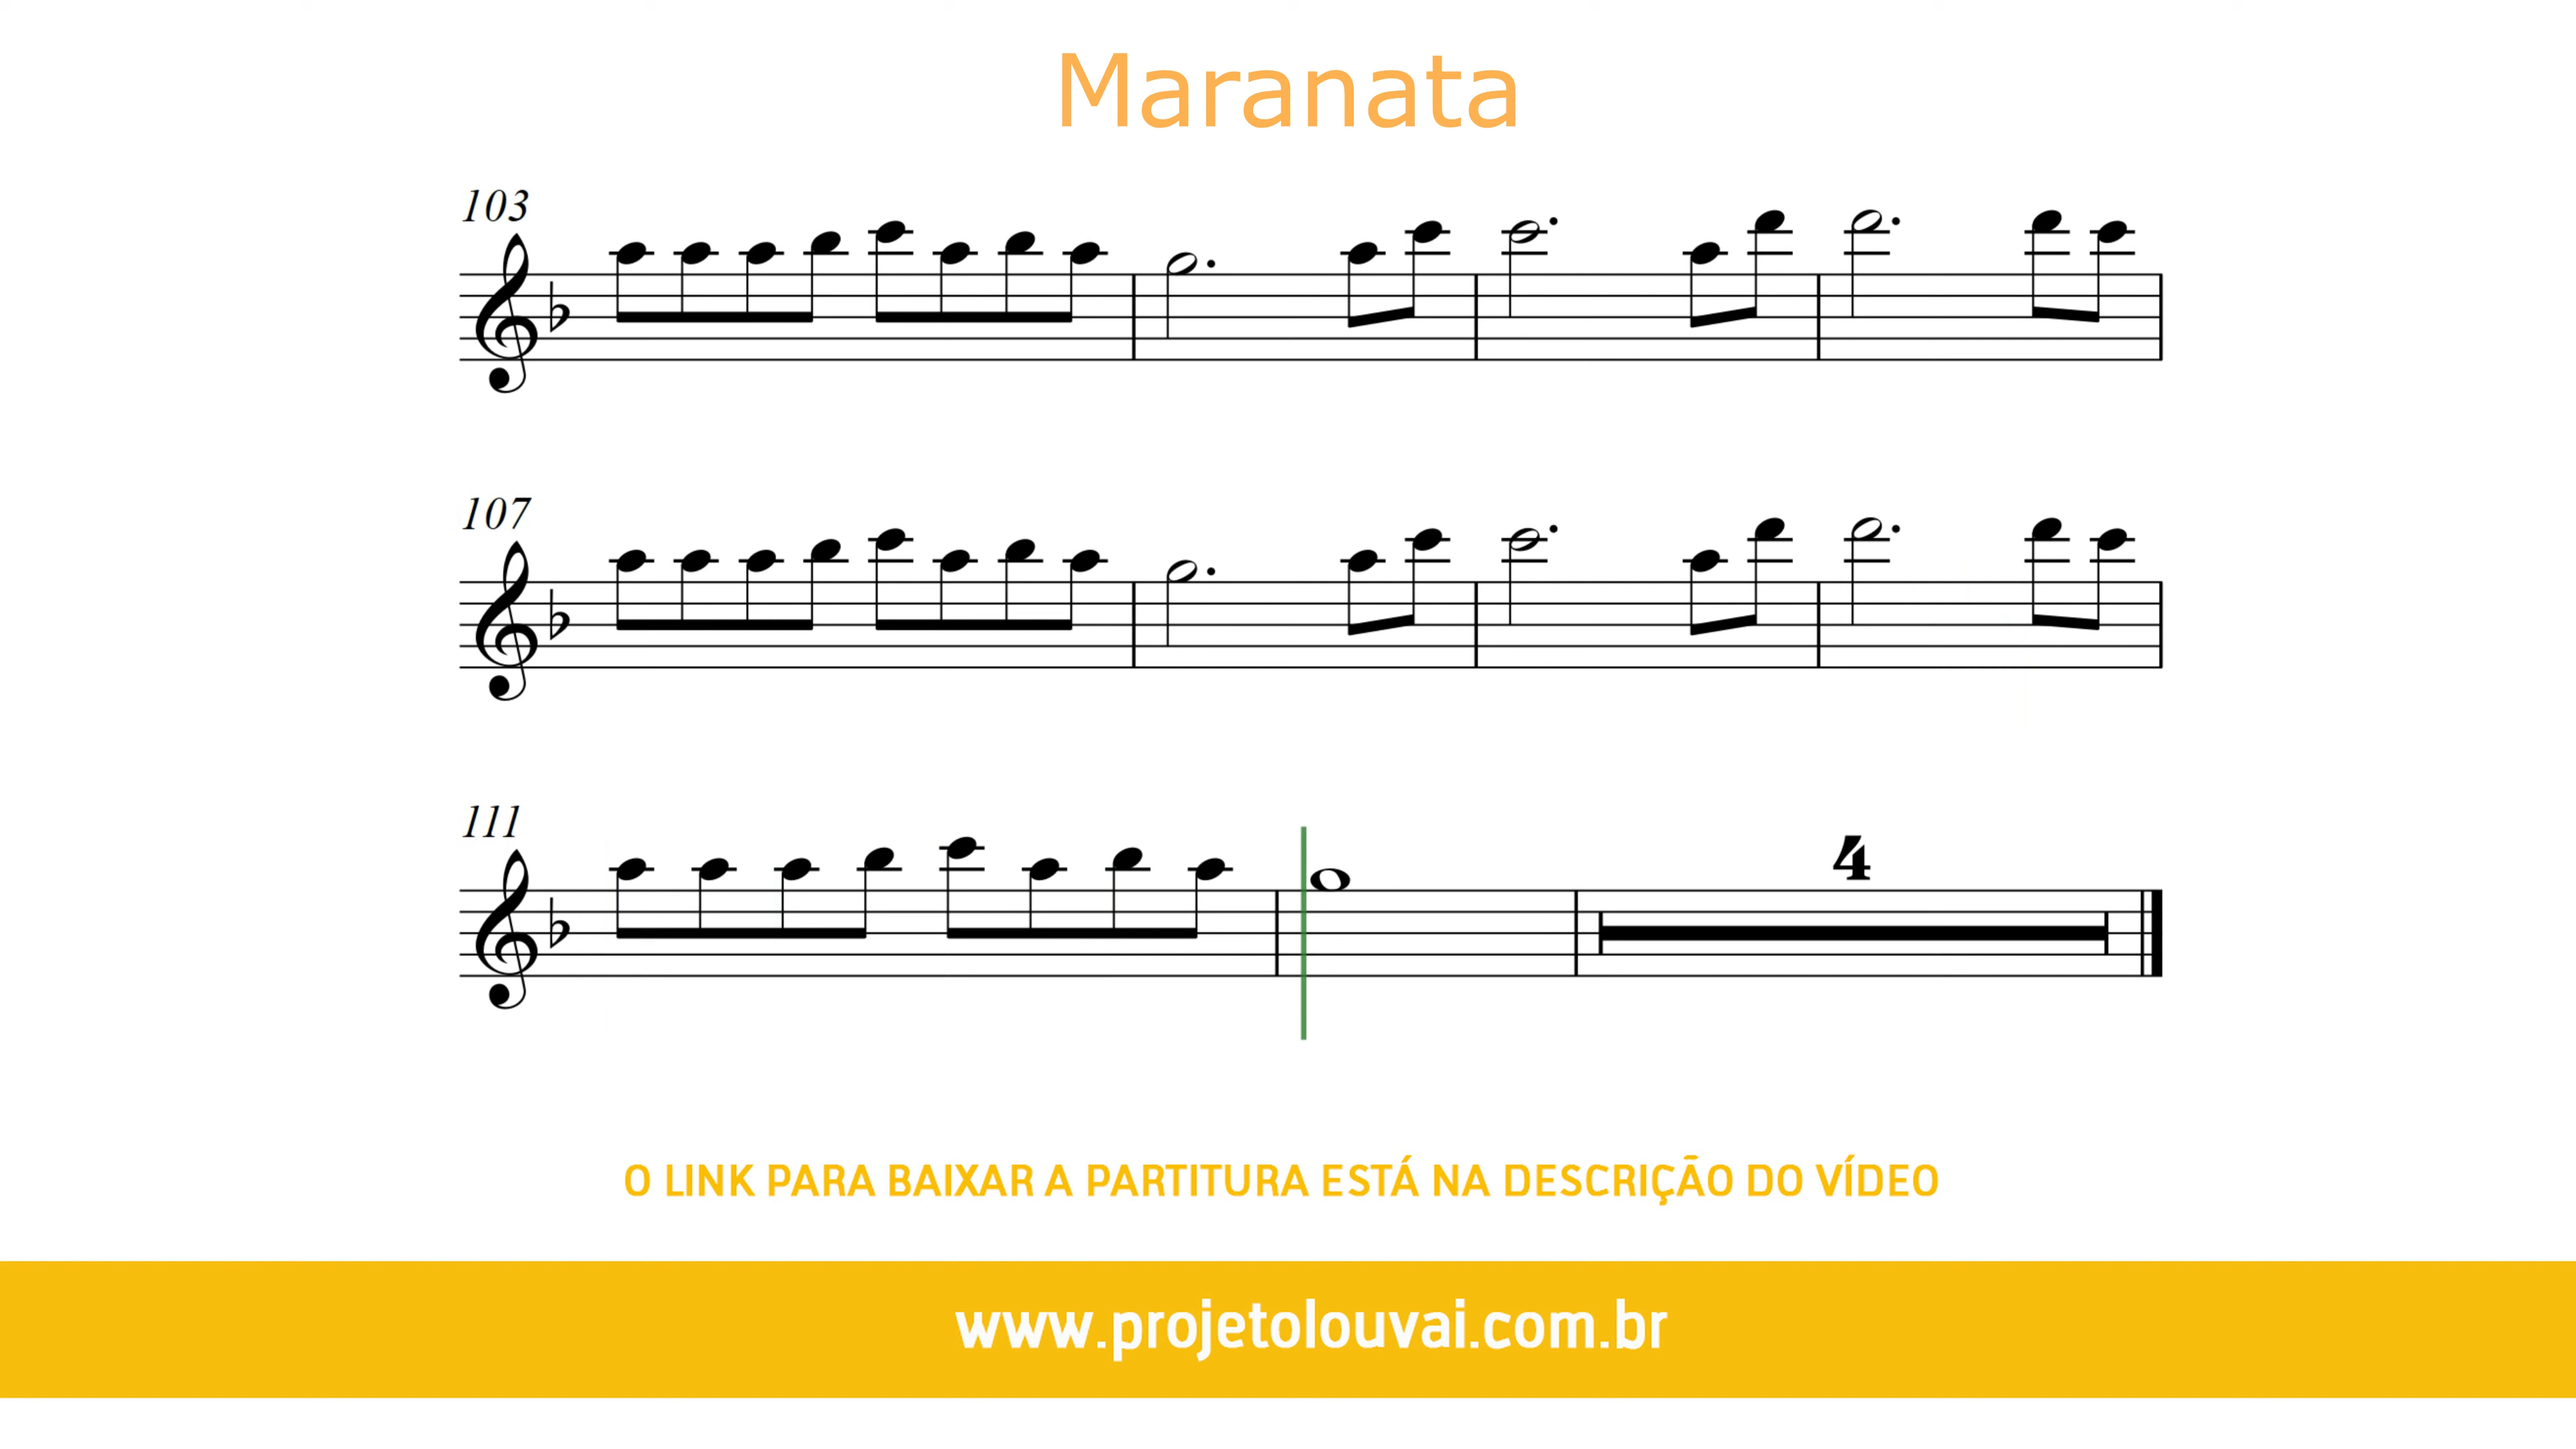 Maranata
103
107
111
4
O LINK PARA BAIXAR A PARTITURA ESTÁ NA DESCRIÇÃO DO VÍDEO
www.projetolouvai.com.br